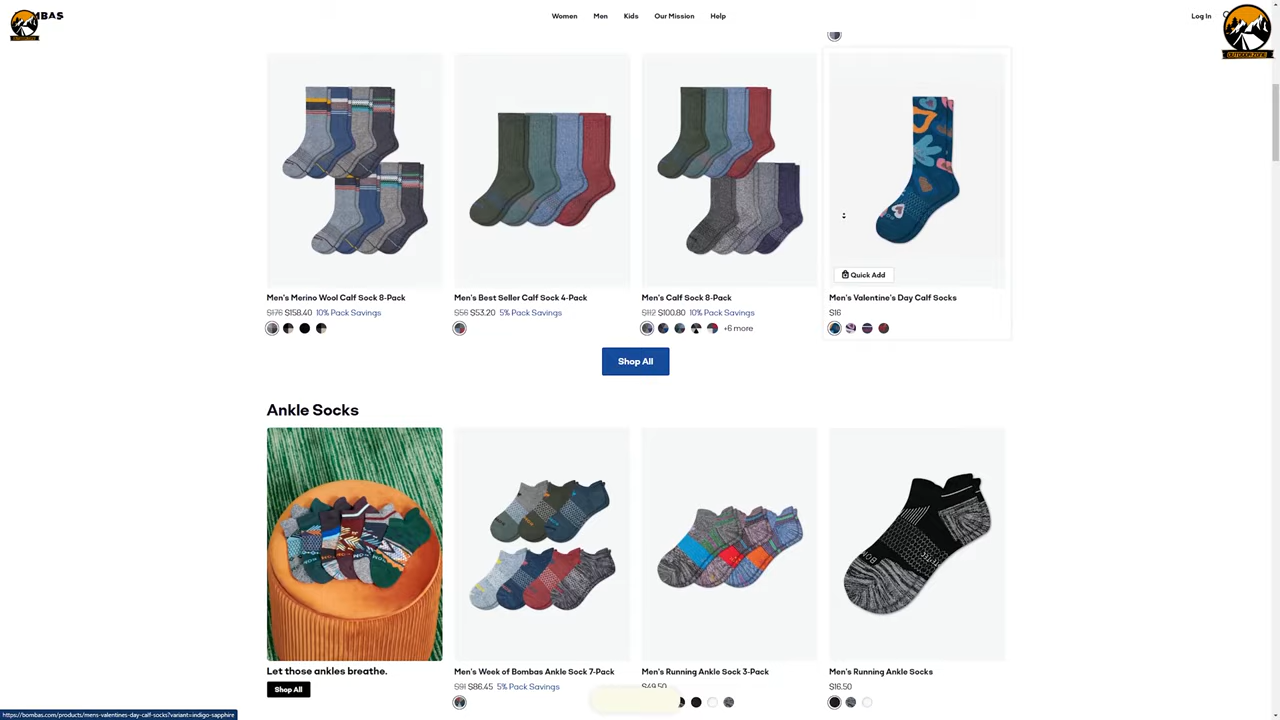 MBAS
Women Men Kids Our Mission Help
Log In
OUTDOOR ZONE
Quick Add
Men's Merino Wool Calf Sock 8-Pack
$176 $158.40 10% Pack Savings
Men's Best Seller Calf Sock 4-Pack
$56 $53.20 5% Pack Savings
Men's Calf Sock 8-Pack
$112 $100.80 10% Pack Savings
+6 more
Men's Valentine's Day Calf Socks
$16
Shop All
Ankle Socks
Let those ankles breathe.
Shop All
Men's Week of Bombas Ankle Sock 7-Pack
$91 $86.45 5% Pack Savings
Men's Running Ankle Sock 3-Pack
$49.50
Men's Running Ankle Socks
$16.50
https://bombas.com/products/mens-valentines-day-calf-socks?variant=indigo-sapphire